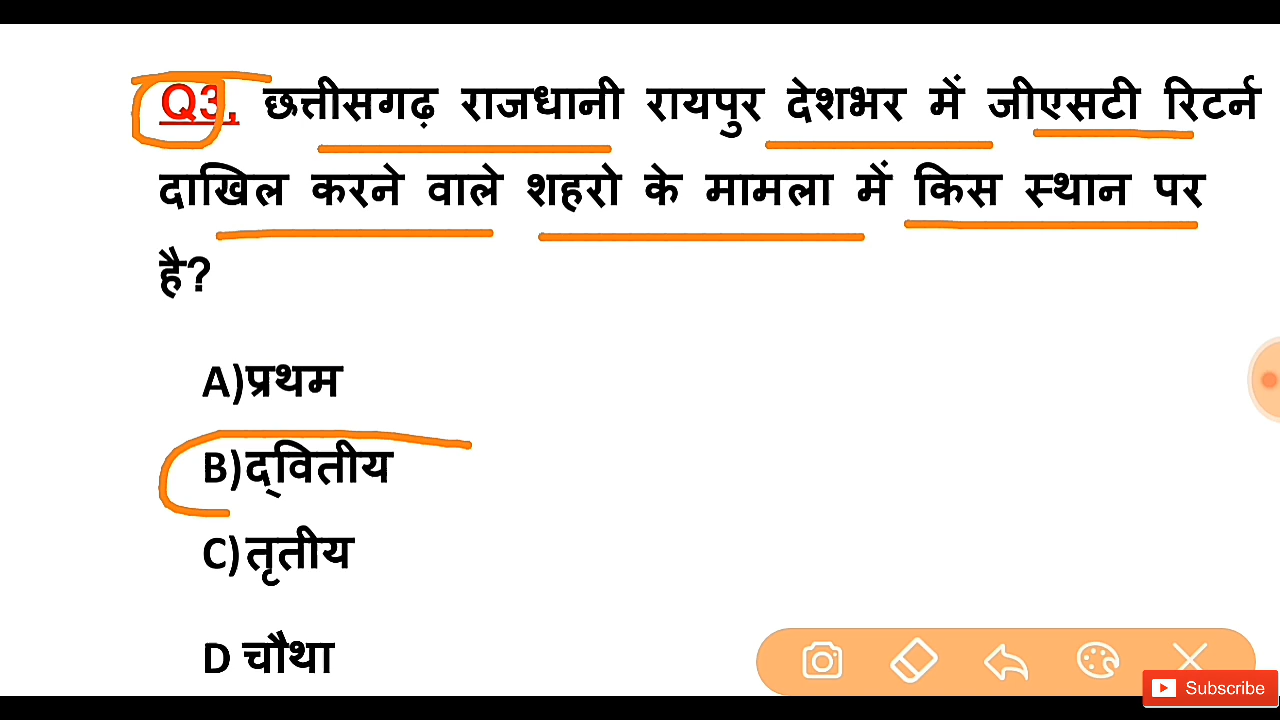 Q3, छत्तीसगढ़ राजधानी रायपुर देशभर में जीएसटी रिटर्न
दाखिल करने वाले शहरो के मामला में किस स्थान पर
है?
A)प्रथम
B)द्वितीय
C)तृतीय
D चौथा
Subscribe